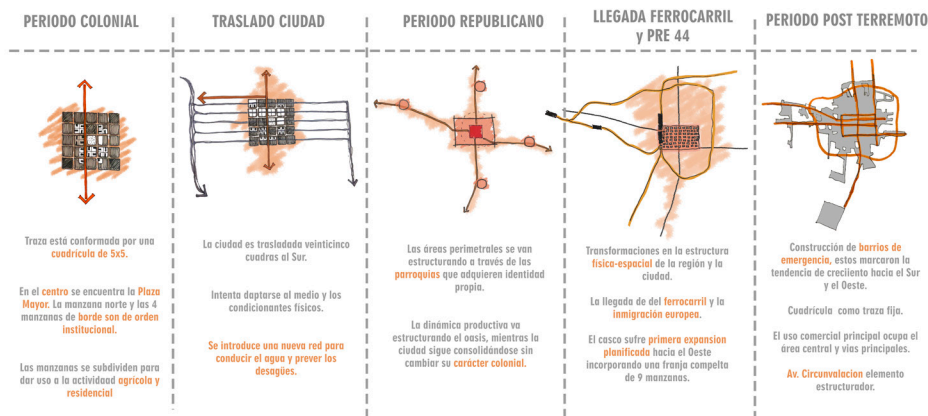 PERIODO COLONIAL
Traza está conformada por una
cuadrícula de 5x5.
En el centro se encuentra la Plaza
Mayor. La manzana norte y las 4
manzanas de borde son de orden
institucional.
Las manzanas se subdividen para
dar uso a la actividad agrícola y
residencial
TRASLADO CIUDAD
La ciudad es trasladada veinticinco
cuadras al Sur.
Intenta adaptarse al medio y los
condicionantes físicos.
Se introduce una nueva red para
conducir el agua y prever los
desagües.
PERIODO REPUBLICANO
Las áreas perimetrales se van
estructurando a través de las
parroquias que adquieren identidad
propia.
La dinámica productiva va
estructurando el oasis, mientras la
ciudad sigue consolidándose sin
cambiar su carácter colonial.
LLEGADA FERROCARRIL
y PRE 44
Transformaciones en la estructura
física-espacial de la región y la
ciudad.
La llegada de del ferrocarril y la
inmigración europea.
El casco sufre primera expansion
planificada hacia el Oeste
incorporando una franja compelta
de 9 manzanas.
PERIODO POST TERREMOTO
Construcción de barrios de
emergencia, estos marcaron la
tendencia de creciiento hacia el Sur
y el Oeste.
Cuadrícula como traza fija.
El uso comercial principal ocupa el
área central y vias principales.
Av. Circunvalacion elemento
estructurador.